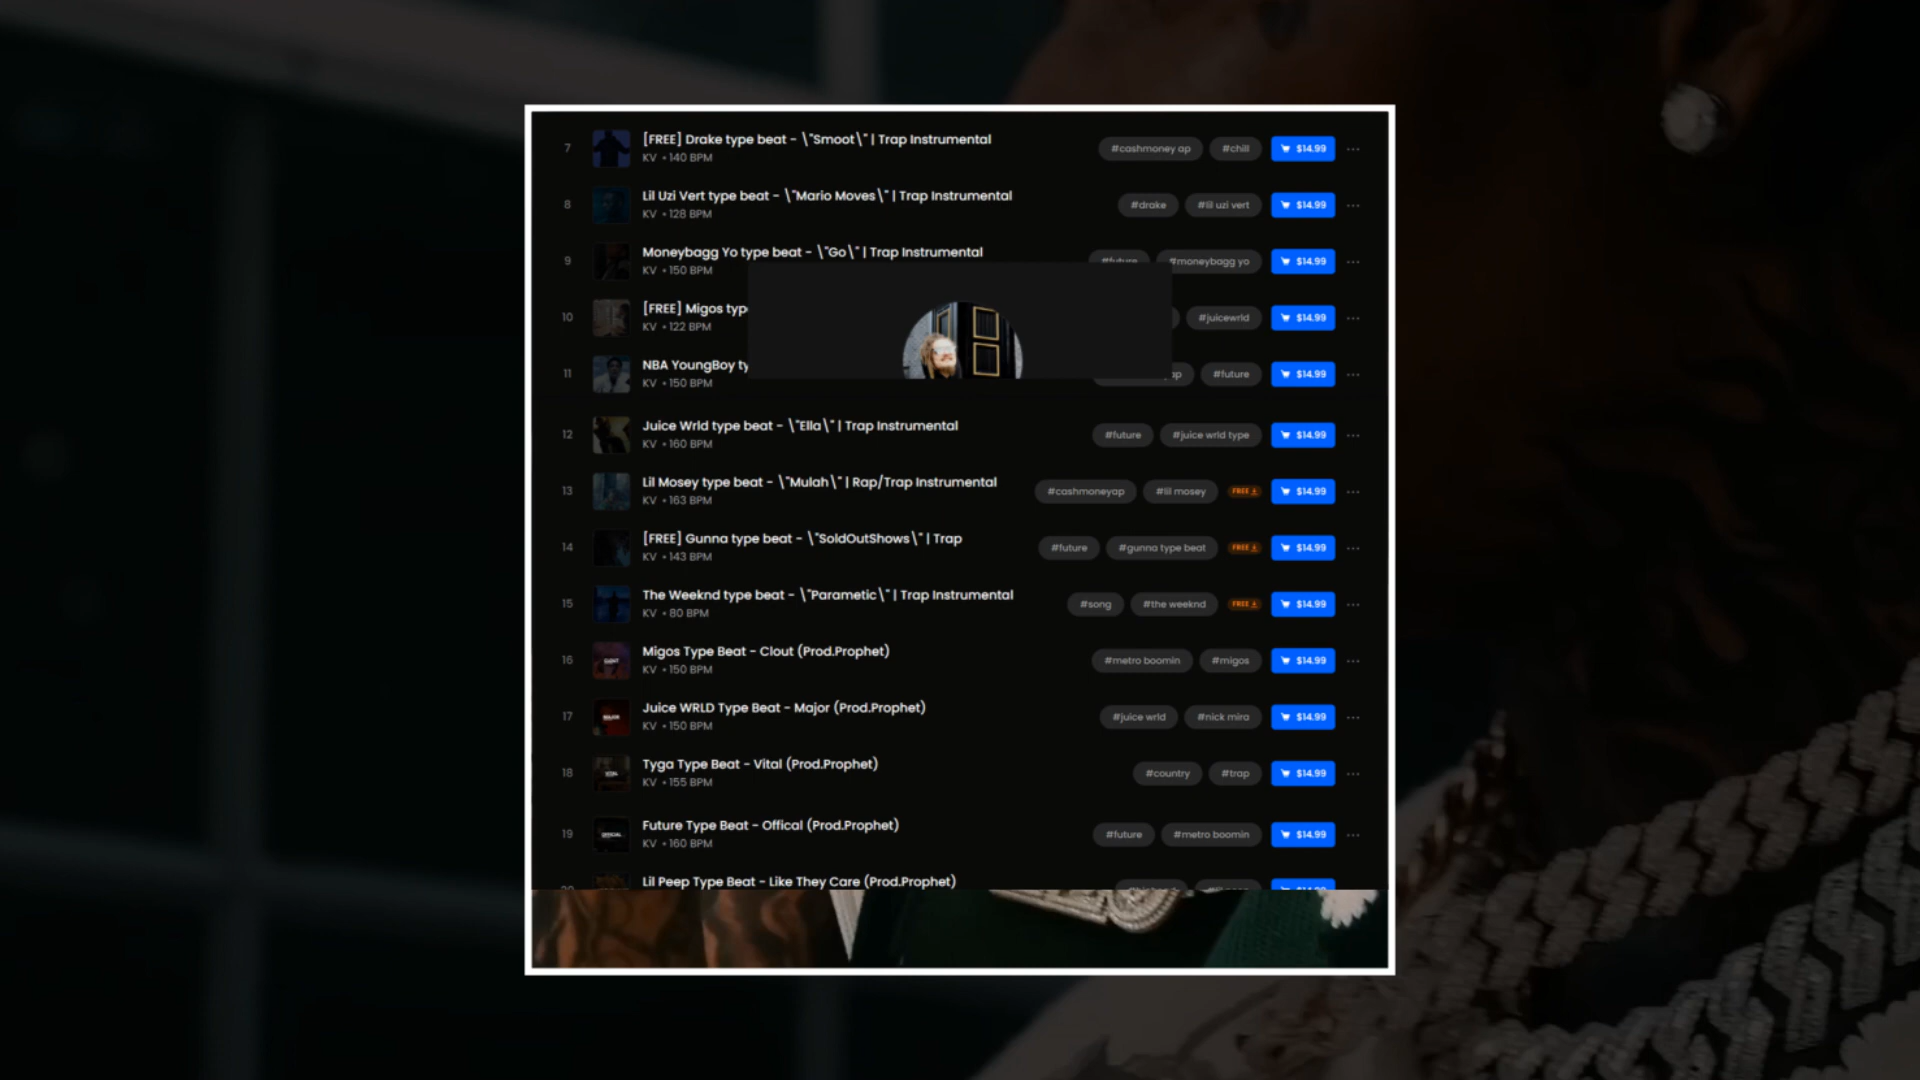 7
[FREE] Drake type beat - \"Smoot\" | Trap Instrumental
KV • 140 BPM
#cashmoney ap
#chill
$14.99
8
Lil Uzi Vert type beat - \"Mario Moves\" | Trap Instrumental
KV • 128 BPM
#drake
#lil uzi vert
$14.99
9
Moneybagg Yo type beat - \"Go\" | Trap Instrumental
KV • 150 BPM
#future
#moneybagg yo
$14.99
10
[FREE] Migos typ
KV • 122 BPM
#juicewrld
$14.99
11
NBA YoungBoy ty
KV • 150 BPM
ap
#future
$14.99
12
Juice Wrld type beat - \"Ella\" | Trap Instrumental
KV • 160 BPM
#future
#juice wrld type
$14.99
13
Lil Mosey type beat - \"Mulah\" | Rap/Trap Instrumental
KV • 163 BPM
#cashmoneyap
#lil mosey
FREE
$14.99
14
[FREE] Gunna type beat - \"SoldOutShows\" | Trap
KV • 143 BPM
#future
#gunna type beat
FREE
$14.99
15
The Weeknd type beat - \"Parametic\" | Trap Instrumental
KV • 80 BPM
#song
#the weeknd
FREE
$14.99
16
Migos Type Beat - Clout (Prod.Prophet)
KV • 150 BPM
#metro boomin
#migos
$14.99
17
Juice WRLD Type Beat - Major (Prod.Prophet)
KV • 150 BPM
#juice wrld
#nick mira
$14.99
18
Tyga Type Beat - Vital (Prod.Prophet)
KV • 155 BPM
#country
#trap
$14.99
19
OFFICIAL
Future Type Beat - Offical (Prod.Prophet)
KV • 160 BPM
#future
#metro boomin
$14.99
20
Lil Peep Type Beat - Like They Care (Prod.Prophet)
$14.99